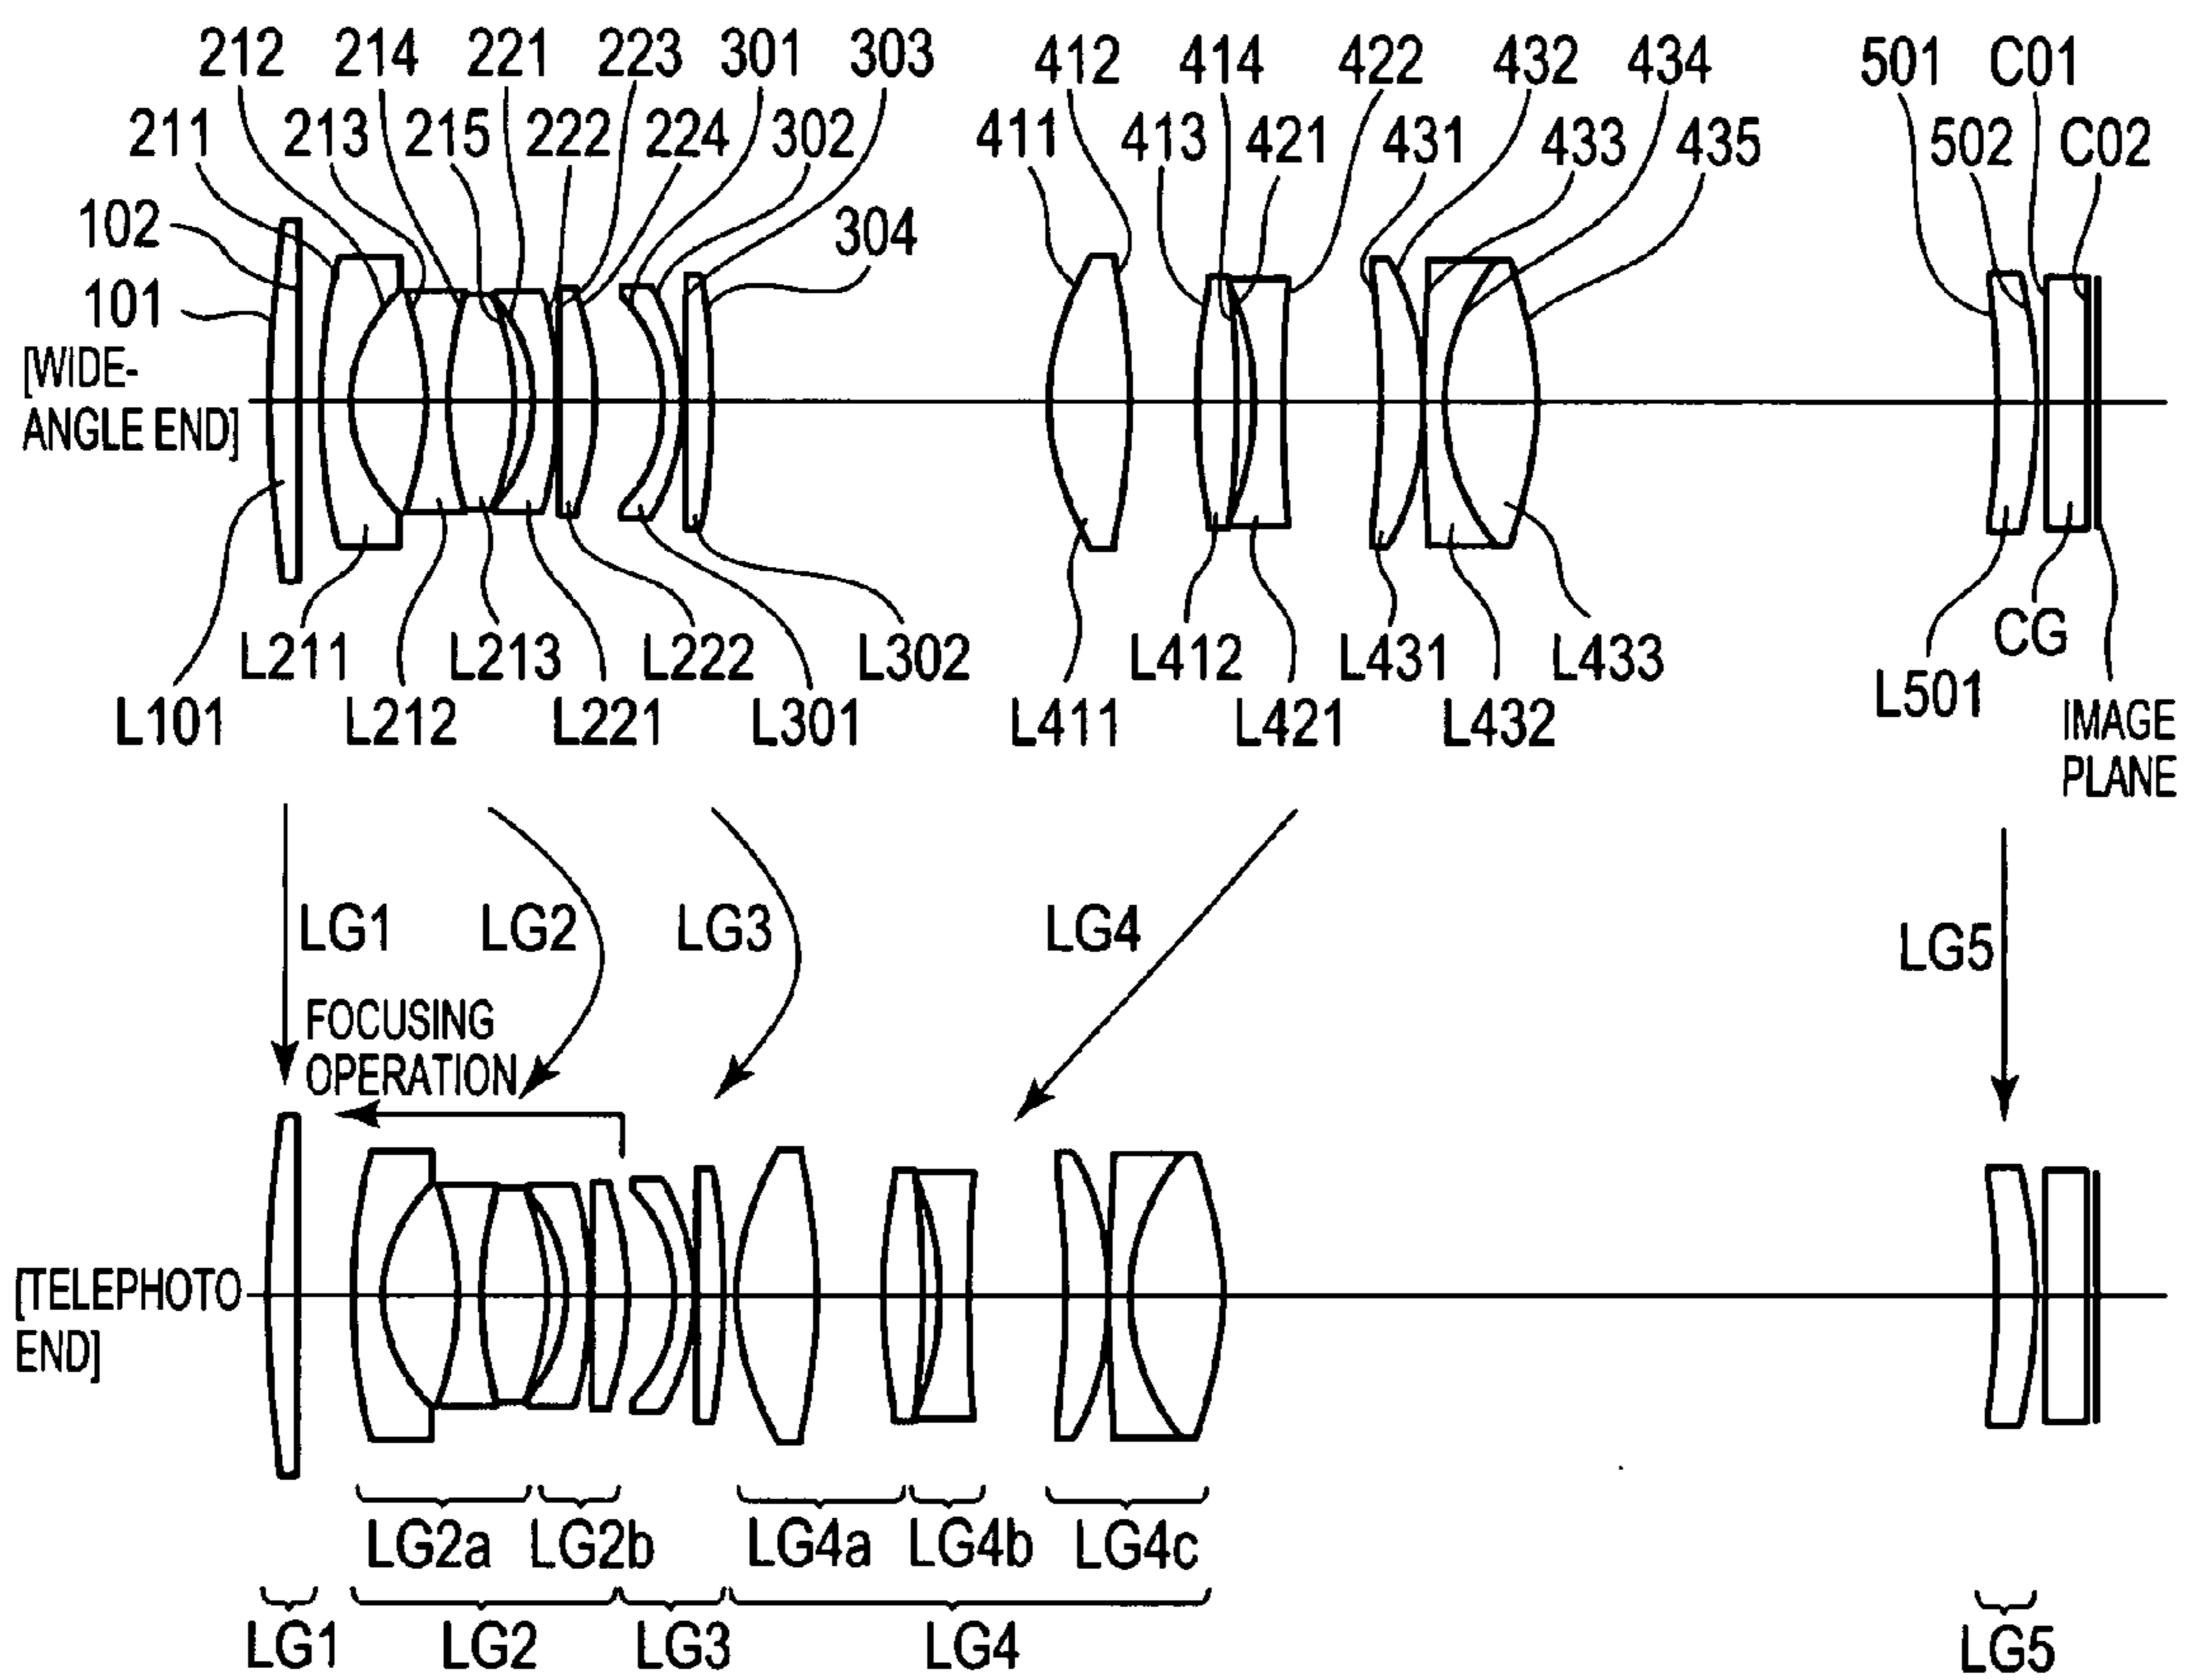 212 214 221 223 301 303 412 414 422 432 434 501 C01
211 213 215 222 224 302 411 413 421 431 433 435 502 C02
102 304
101
[WIDE-
ANGLE END]
L211 L213 L222 L302 L412 L431 L433 CG
L101 L212 L221 L301 L411 L421 L432 L501
IMAGE
PLANE
LG1 LG2 LG3 LG4 LG5
FOCUSING
OPERATION
[TELEPHOTO
END]
LG2a LG2b LG4a LG4b LG4c
LG1 LG2 LG3 LG4 LG5